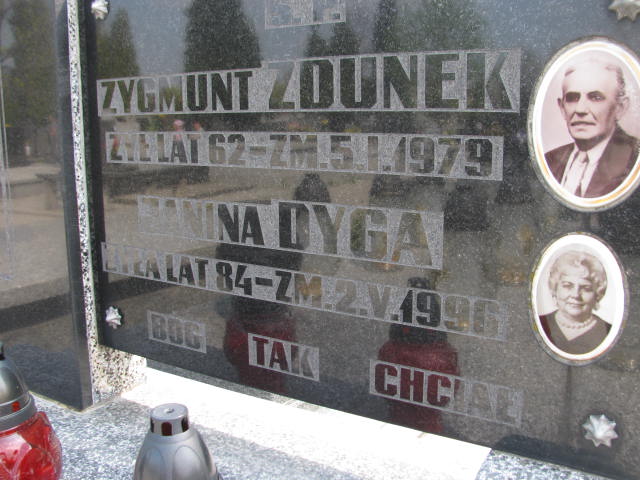 ZYGMUNT ZDUNEK
ŻYŁ LAT 62-ZM.5.I.1979
JANINA DYGA
ŻYŁA LAT 84-ZM.2.V.1996
BÓG TAK CHCIAŁ